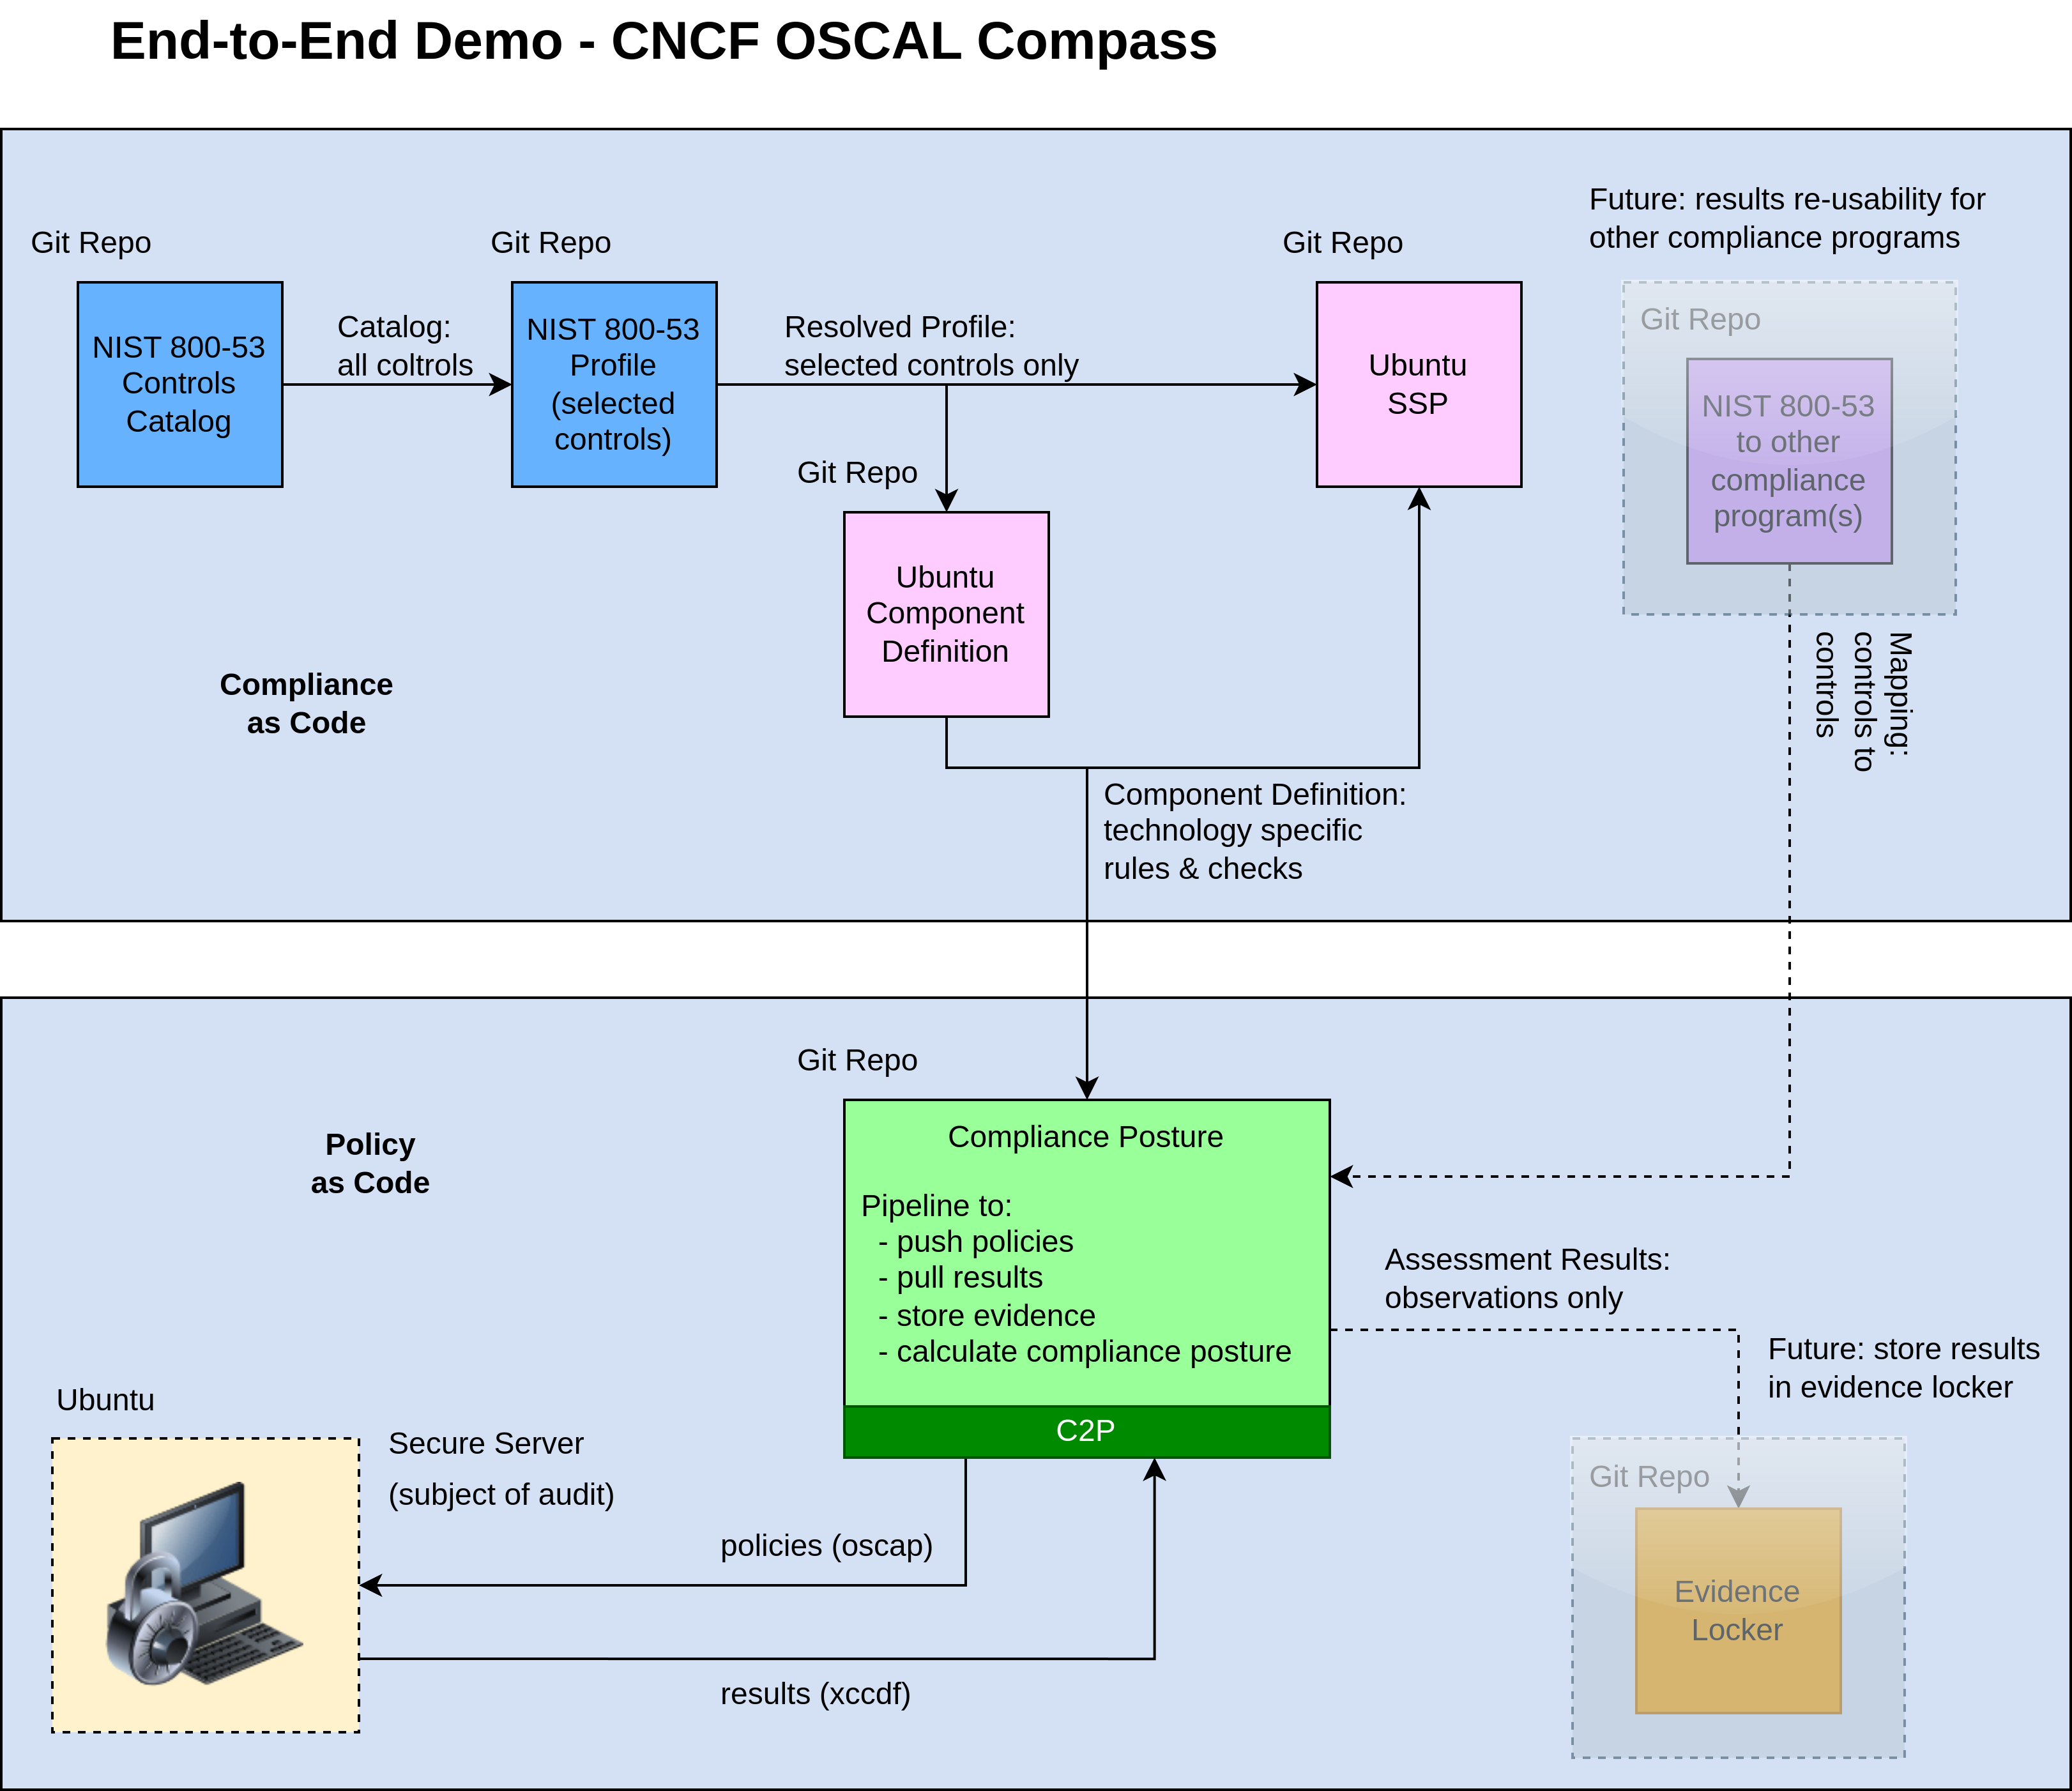 End-to-End Demo - CNCF OSCAL Compass
Future: results re-usability for
other compliance programs
Git Repo
Git Repo
Git Repo
Git Repo
NIST 800-53
Controls
Catalog
Catalog:
all coltrols
NIST 800-53
Profile
(selected
controls)
Resolved Profile:
selected controls only
Ubuntu
SSP
NIST 800-53
to other
compliance
program(s)
Git Repo
Ubuntu
Component
Definition
Mapping:
controls to
controls
Compliance
as Code
Component Definition:
technology specific
rules & checks
Git Repo
Policy
as Code
Compliance Posture
Pipeline to:
- push policies
- pull results
- store evidence
- calculate compliance posture
C2P
Assessment Results:
observations only
Future: store results
in evidence locker
Ubuntu
Secure Server
(subject of audit)
policies (oscap)
results (xccdf)
Git Repo
Evidence
Locker